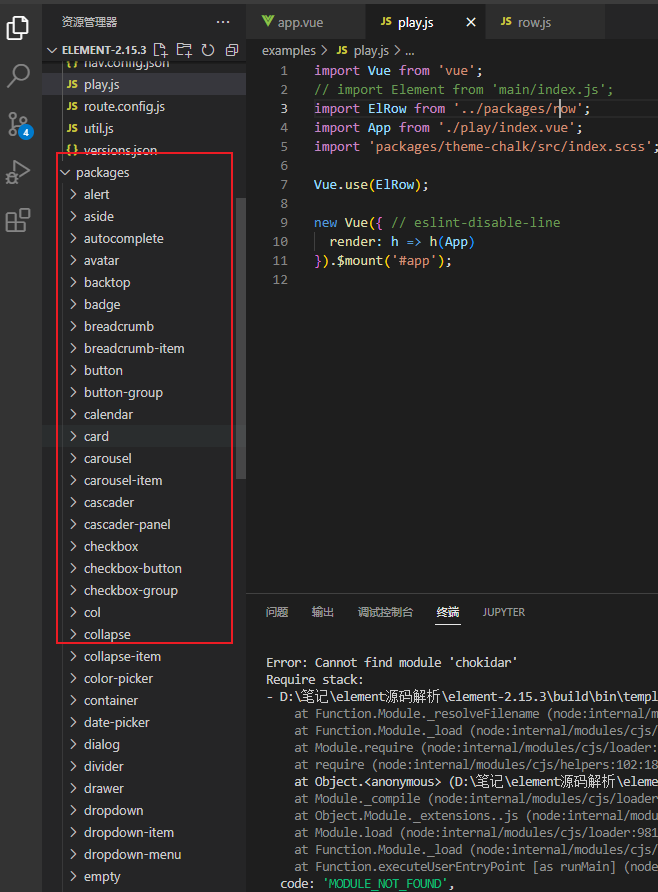 资源管理器 ···
ELEMENT-2.15.3
nav.config.json
JS play.js
JS route.config.js
JS util.js
{} versions.json
packages
alert
aside
autocomplete
avatar
backtop
badge
breadcrumb
breadcrumb-item
button
button-group
calendar
card
carousel
carousel-item
cascader
cascader-panel
checkbox
checkbox-button
checkbox-group
col
collapse
collapse-item
color-picker
container
date-picker
dialog
divider
drawer
dropdown
dropdown-item
dropdown-menu
empty
4
app.vue JS play.js JS row.js
examples > JS play.js > ...
1 import Vue from 'vue';
2 // import Element from 'main/index.js';
3 import ElRow from '../packages/row';
4 import App from './play/index.vue';
5 import 'packages/theme-chalk/src/index.scss';
6
7 Vue.use(ElRow);
8
9 new Vue({ // eslint-disable-line
10 render: h => h(App)
11 }).$mount('#app');
12
问题 输出 调试控制台 终端 JUPYTER
Error: Cannot find module 'chokidar'
Require stack:
- D:\笔记\element源码解析\element-2.15.3\build\bin\templ
at Function.Module._resolveFilename (node:internal/m
at Function.Module._load (node:internal/modules/cjs/
at Module.require (node:internal/modules/cjs/loader:
at require (node:internal/modules/cjs/helpers:102:18
at Object.<anonymous> (D:\笔记\element源码解析\eleme
at Module._compile (node:internal/modules/cjs/loader
at Object.Module._extensions..js (node:internal/modu
at Module.load (node:internal/modules/cjs/loader:981
at Function.Module._load (node:internal/modules/cjs/
at Function.executeUserEntryPoint [as runMain] (node
code: 'MODULE_NOT_FOUND',